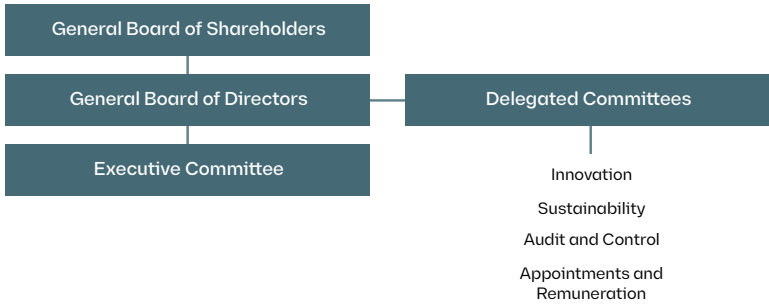 General Board of Shareholders
General Board of Directors
Delegated Committees
Executive Committee
Innovation
Sustainability
Audit and Control
Appointments and
Remuneration